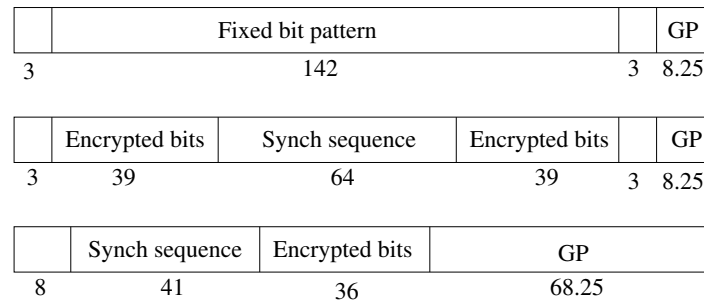 Fixed bit pattern GP
3 142 3 8.25
Encrypted bits Synch sequence Encrypted bits GP
3 39 64 39 3 8.25
Synch sequence Encrypted bits GP
8 41 36 68.25